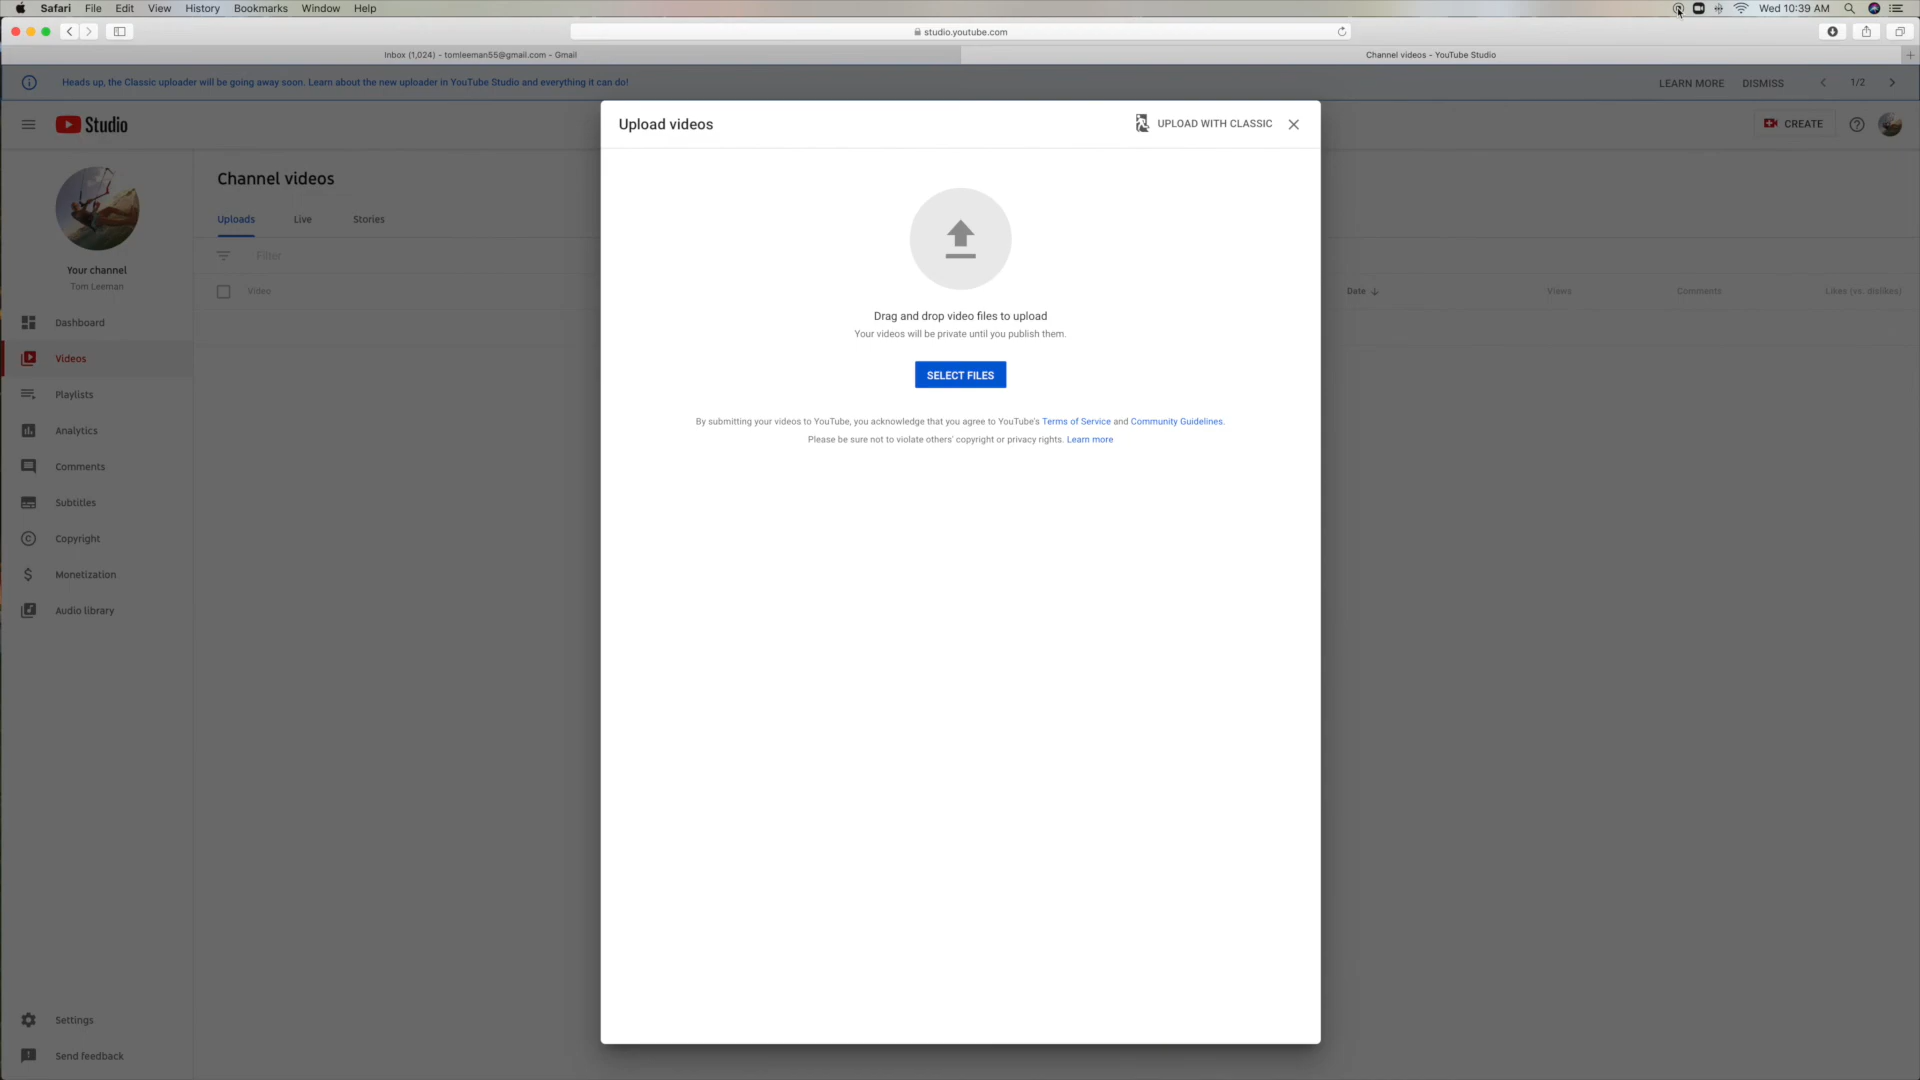 Safari File Edit View History Bookmarks Window Help
Wed 10:39 AM
studio.youtube.com
Inbox (1,024) - tomleeman55@gmail.com - Gmail
Channel videos - YouTube Studio
Heads up, the Classic uploader will be going away soon. Learn about the new uploader in YouTube Studio and everything it can do!
LEARN MORE DISMISS 1/2
Studio
CREATE
Upload videos
UPLOAD WITH CLASSIC
Channel videos
Uploads Live Stories
Filter
Video
Date Views Comments Likes (vs. dislikes)
Your channel
Tom Leeman
Dashboard
Videos
Playlists
Analytics
Comments
Subtitles
Copyright
Monetization
Audio library
Settings
Send feedback
Drag and drop video files to upload
Your videos will be private until you publish them.
SELECT FILES
By submitting your videos to YouTube, you acknowledge that you agree to YouTube's Terms of Service and Community Guidelines.
Please be sure not to violate others' copyright or privacy rights. Learn more